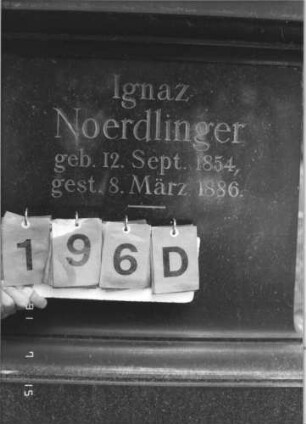 Ignaz
Noerdlinger
geb. 12. Sept. 1854,
gest. 8. März 1886.
196D